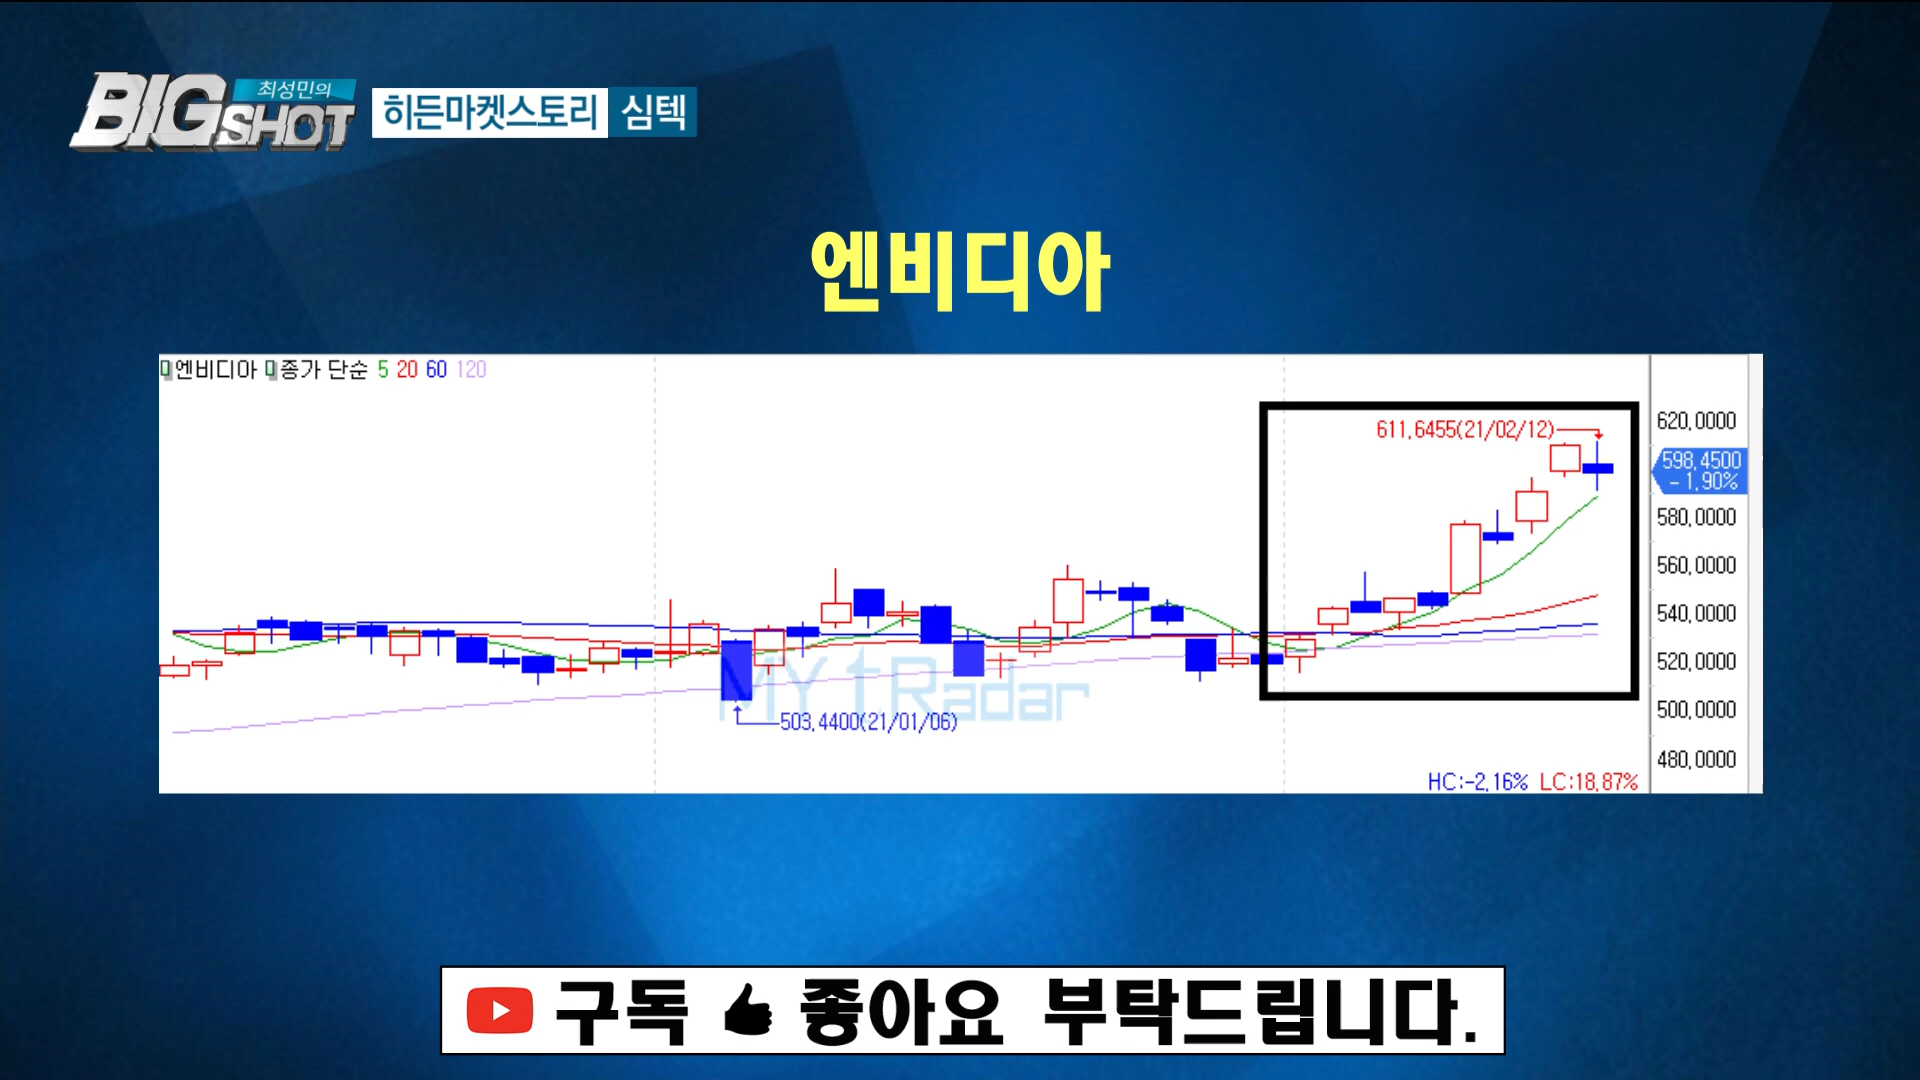 BIG 최성민의
SHOT
히든마켓스토리 심텍
엔비디아
엔비디아 종가 단순 5 20 60 120
611,6455(21/02/12)
620,0000
598,4500
-1,90%
580,0000
560,0000
540,0000
520,0000
500,0000
480,0000
MY Radar
503,4400(21/01/06)
HC:-2,16% LC:18,87%
구독 좋아요 부탁드립니다.